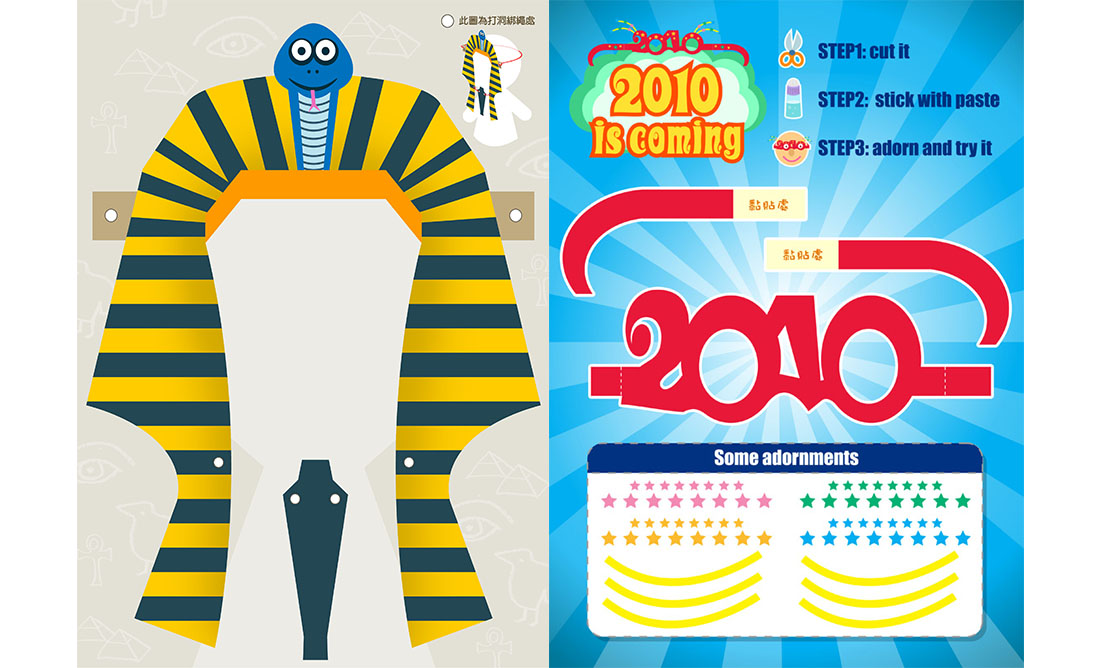 此圖為打洞綁繩處
2010
2010
is coming
STEP1: cut it
STEP2: stick with paste
2010
STEP3: adorn and try it
黏貼處
黏貼處
2010
Some adornments